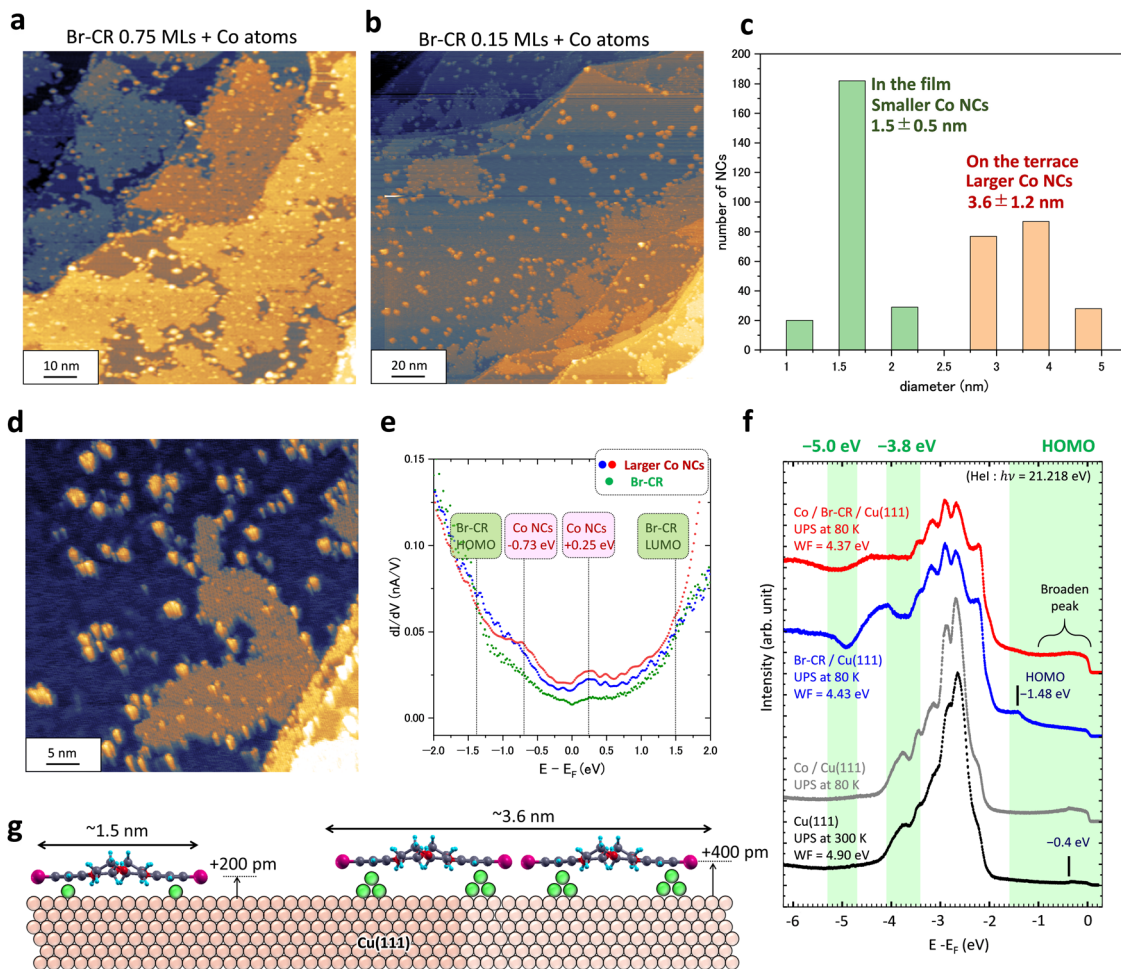 a
Br-CR 0.75 MLs + Co atoms
10 nm
b
Br-CR 0.15 MLs + Co atoms
20 nm
c
200
180
160
140
120
100
80
60
40
20
0
number of NCs
In the film
Smaller Co NCs
1.5±0.5 nm
On the terrace
Larger Co NCs
3.6±1.2 nm
1
1.5
2
2.5
3
4
5
diameter (nm)
d
5 nm
e
0.15
0.10
0.05
0.00
dI/dV (nA/V)
Larger Co NCs
Br-CR
Br-CR
HOMO
Co NCs
-0.73 eV
Co NCs
+0.25 eV
Br-CR
LUMO
−2.0
−1.5
−1.0
−0.5
0.0
0.5
1.0
1.5
2.0
E − EF (eV)
f
−5.0 eV
−3.8 eV
HOMO
(HeI : hν = 21.218 eV)
Co / Br-CR / Cu(111)
UPS at 80 K
WF = 4.37 eV
Broaden
peak
Br-CR / Cu(111)
UPS at 80 K
WF = 4.43 eV
HOMO
−1.48 eV
Co / Cu(111)
UPS at 80 K
Cu(111)
UPS at 300 K
WF = 4.90 eV
−0.4 eV
Intensity (arb. unit)
-6
-5
-4
-3
-2
-1
0
E -EF (eV)
g
~1.5 nm
+200 pm
~3.6 nm
+400 pm
Cu(111)